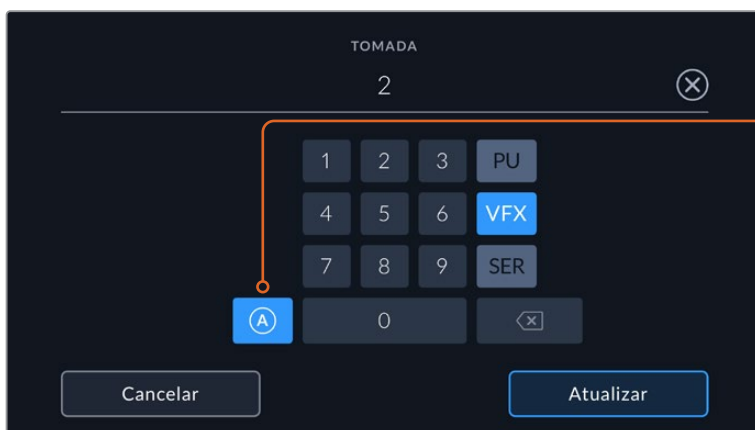 TOMADA
2
1 2 3 PU
4 5 6 VFX
7 8 9 SER
A 0
Cancelar Atualizar